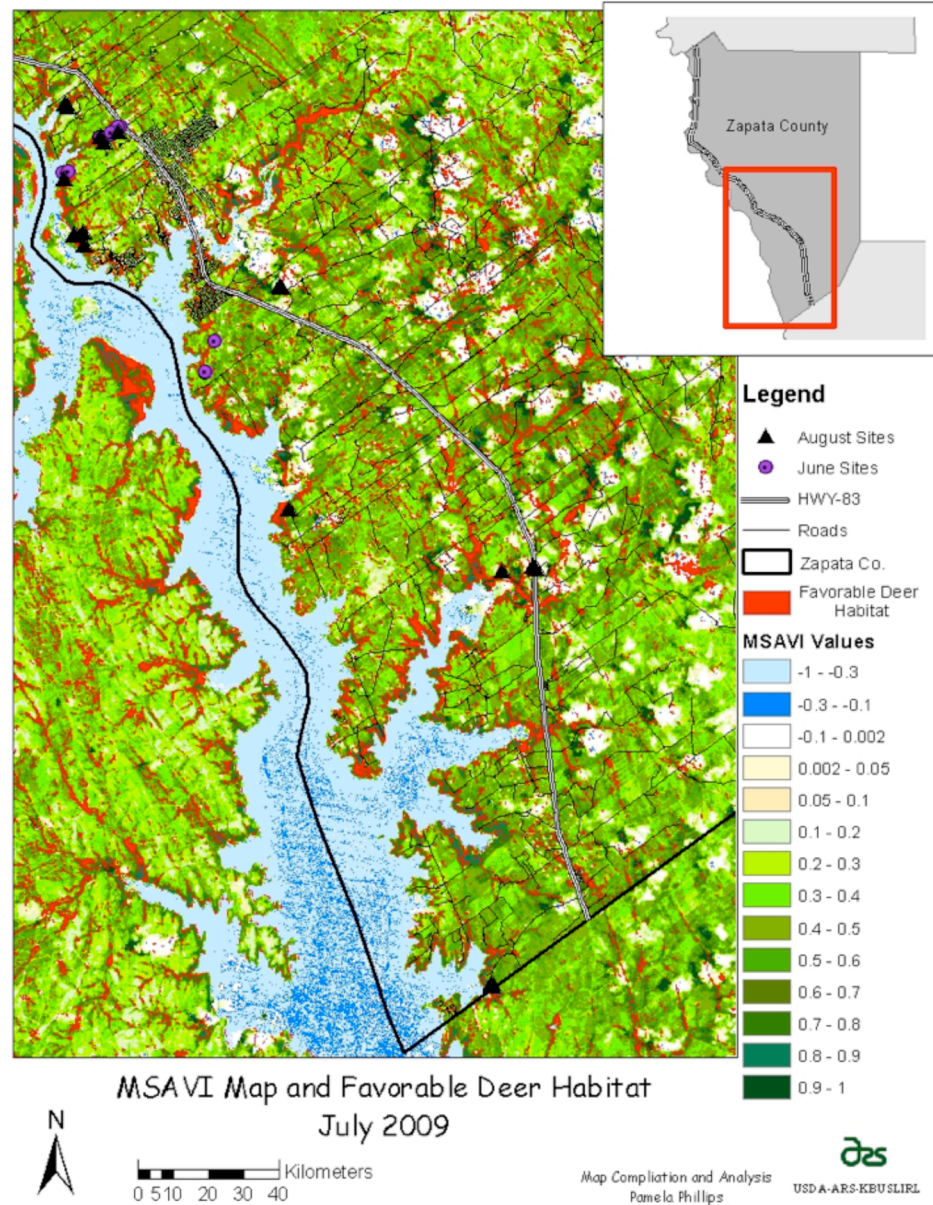 Zapata County
Legend
August Sites
June Sites
HWY-83
Roads
Zapata Co.
Favorable Deer
Habitat
MSAVI Values
-1 - -0.3
-0.3 - -0.1
-0.1 - 0.002
0.002 - 0.05
0.05 - 0.1
0.1 - 0.2
0.2 - 0.3
0.3 - 0.4
0.4 - 0.5
0.5 - 0.6
0.6 - 0.7
0.7 - 0.8
0.8 - 0.9
0.9 - 1
MSAVI Map and Favorable Deer Habitat
July 2009
N
Kilometers
0 5 10 20 30 40
Map Compliation and Analysis
Pamela Phillips
ars
USDA-ARS-KBUSLIRL